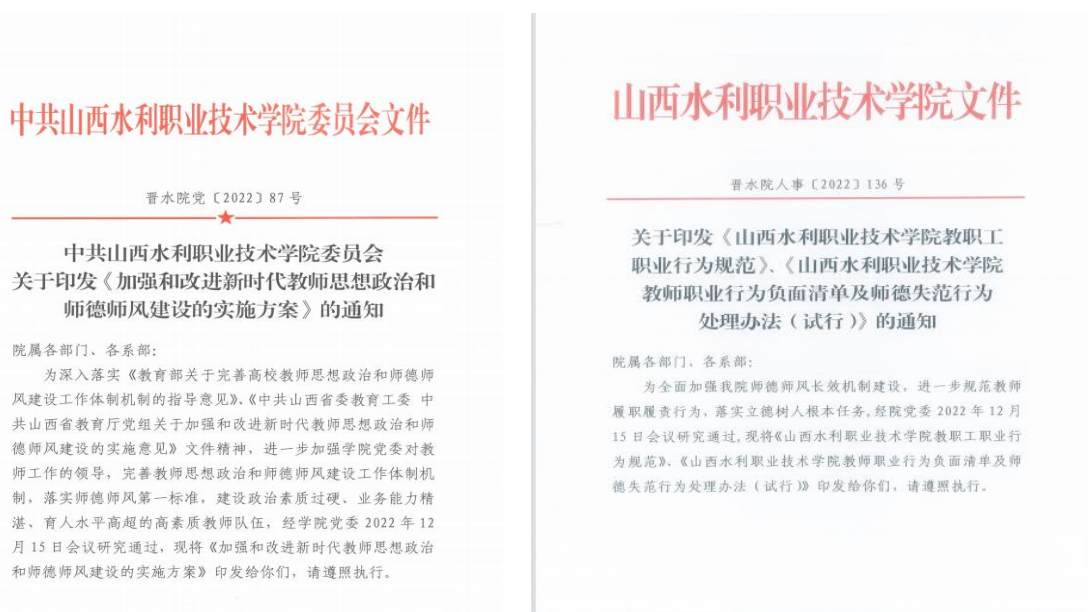 中共山西水利职业技术学院委员会文件
晋水院党〔2022〕87号
中共山西水利职业技术学院委员会
关于印发《加强和改进新时代教师思想政治和
师德师风建设的实施方案》的通知
院属各部门、各系部：
为深入落实《教育部关于完善高校教师思想政治和师德师
风建设工作体制机制的指导意见》、《中共山西省委教育工委 中
共山西省教育厅党组关于加强和改进新时代教师思想政治和师
德师风建设的实施意见》文件精神，进一步加强学院党委对教
师工作的领导，完善教师思想政治和师德师风建设工作体制机
制，落实师德师风第一标准，建设政治素质过硬、业务能力精
湛、育人水平高超的高素质教师队伍，经学院党委 2022 年 12
月 15 日会议研究通过，现将《加强和改进新时代教师思想政治
和师德师风建设的实施方案》印发给你们，请遵照执行。
山西水利职业技术学院文件
晋水院人事〔2022〕136号
关于印发《山西水利职业技术学院教职工
职业行为规范》、《山西水利职业技术学院
教师职业行为负面清单及师德失范行为
处理办法（试行）》的通知
院属各部门、各系部：
为全面加强我院师德师风长效机制建设，进一步规范教师
履职履责行为，落实立德树人根本任务，经院党委 2022 年 12 月
15 日会议研究通过，现将《山西水利职业技术学院教职工职业行
为规范》、《山西水利职业技术学院教师职业行为负面清单及师
德失范行为处理办法（试行）》印发给你们，请遵照执行。